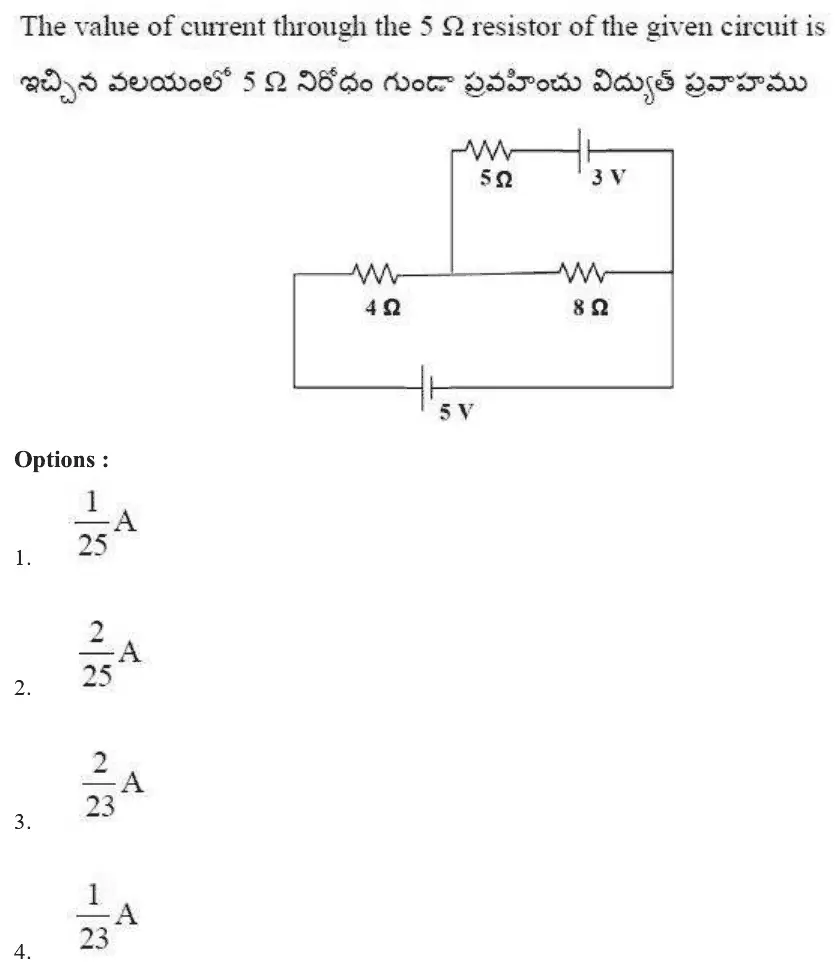 The value of current through the 5 Ω resistor of the given circuit is
ఇచ్చిన వలయంలో 5 Ω నిరోధం గుండా ప్రవహించు విద్యుత్ ప్రవాహము
5 Ω
3 V
4 Ω
8 Ω
5 V
Options :
1. 1/25 A
2. 2/25 A
3. 2/23 A
4. 1/23 A